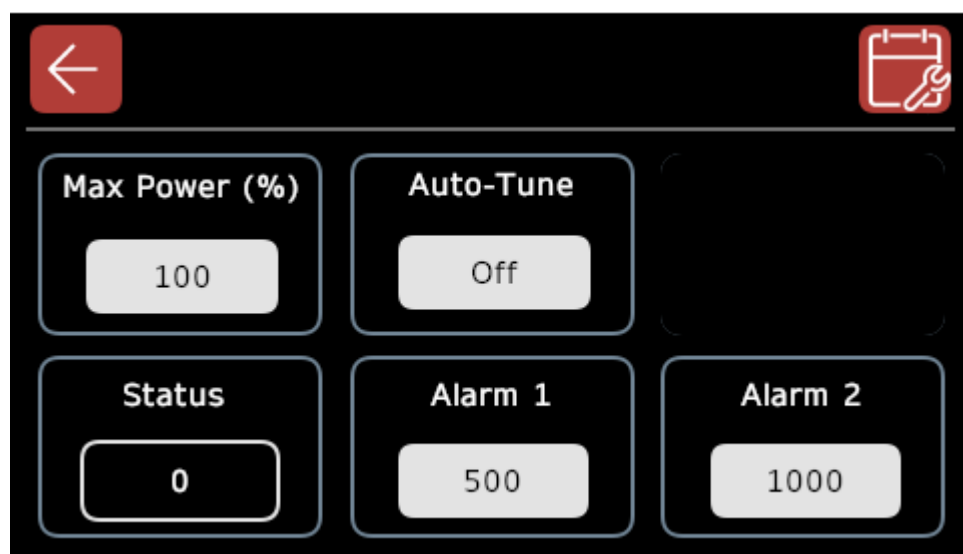 Max Power (%)
Auto-Tune
100
Off
Status
Alarm 1
Alarm 2
0
500
1000